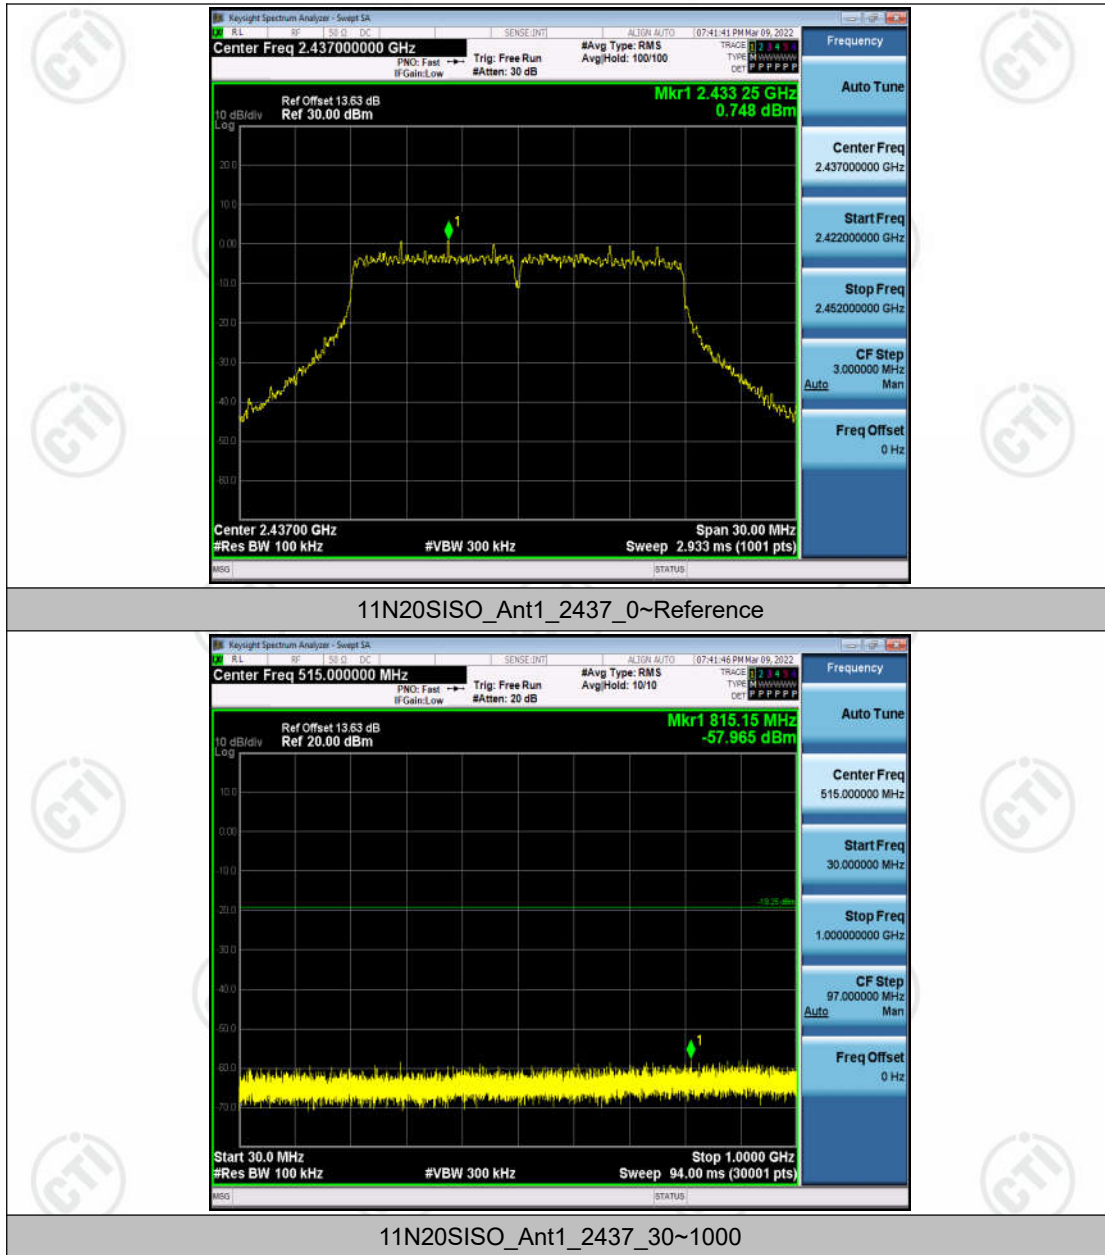 Keysight Spectrum Analyzer - Swept SA
RL RF 50 Ω DC SENSE:INT ALIGN AUTO 07:41:41 PM Mar 09, 2022
Center Freq 2.437000000 GHz
PNO: Fast
IFGain:Low
Trig: Free Run
#Atten: 30 dB
#Avg Type: RMS
Avg|Hold: 100/100
TRACE 1 2 3 4 5 6
TYPE M WWWWW
DET P P P P P P
Ref Offset 13.63 dB
10 dB/div Ref 30.00 dBm
Log
Mkr1 2.433 25 GHz
0.748 dBm
20.0
10.0
0.00
-10.0
-20.0
-30.0
-40.0
-50.0
-60.0
1
Center 2.43700 GHz Span 30.00 MHz
#Res BW 100 kHz #VBW 300 kHz Sweep 2.933 ms (1001 pts)
MSG STATUS
Frequency
Auto Tune
Center Freq
2.437000000 GHz
Start Freq
2.422000000 GHz
Stop Freq
2.452000000 GHz
CF Step
3.000000 MHz
Auto Man
Freq Offset
0 Hz
11N20SISO_Ant1_2437_0~Reference
Keysight Spectrum Analyzer - Swept SA
RL RF 50 Ω DC SENSE:INT ALIGN AUTO 07:41:46 PM Mar 09, 2022
Center Freq 515.000000 MHz
PNO: Fast
IFGain:Low
Trig: Free Run
#Atten: 20 dB
#Avg Type: RMS
Avg|Hold: 10/10
TRACE 1 2 3 4 5 6
TYPE M WWWWW
DET P P P P P P
Ref Offset 13.63 dB
10 dB/div Ref 20.00 dBm
Log
Mkr1 815.15 MHz
-57.965 dBm
10.0
0.00
-10.0
-20.0
-30.0
-40.0
-50.0
-60.0
-70.0
1
Start 30.0 MHz Stop 1.0000 GHz
#Res BW 100 kHz #VBW 300 kHz Sweep 94.00 ms (30001 pts)
MSG STATUS
Frequency
Auto Tune
Center Freq
515.000000 MHz
Start Freq
30.000000 MHz
Stop Freq
1.000000000 GHz
CF Step
97.000000 MHz
Auto Man
Freq Offset
0 Hz
11N20SISO_Ant1_2437_30~1000
CTI
CTI
CTI
CTI
CTI
CTI
CTI
CTI